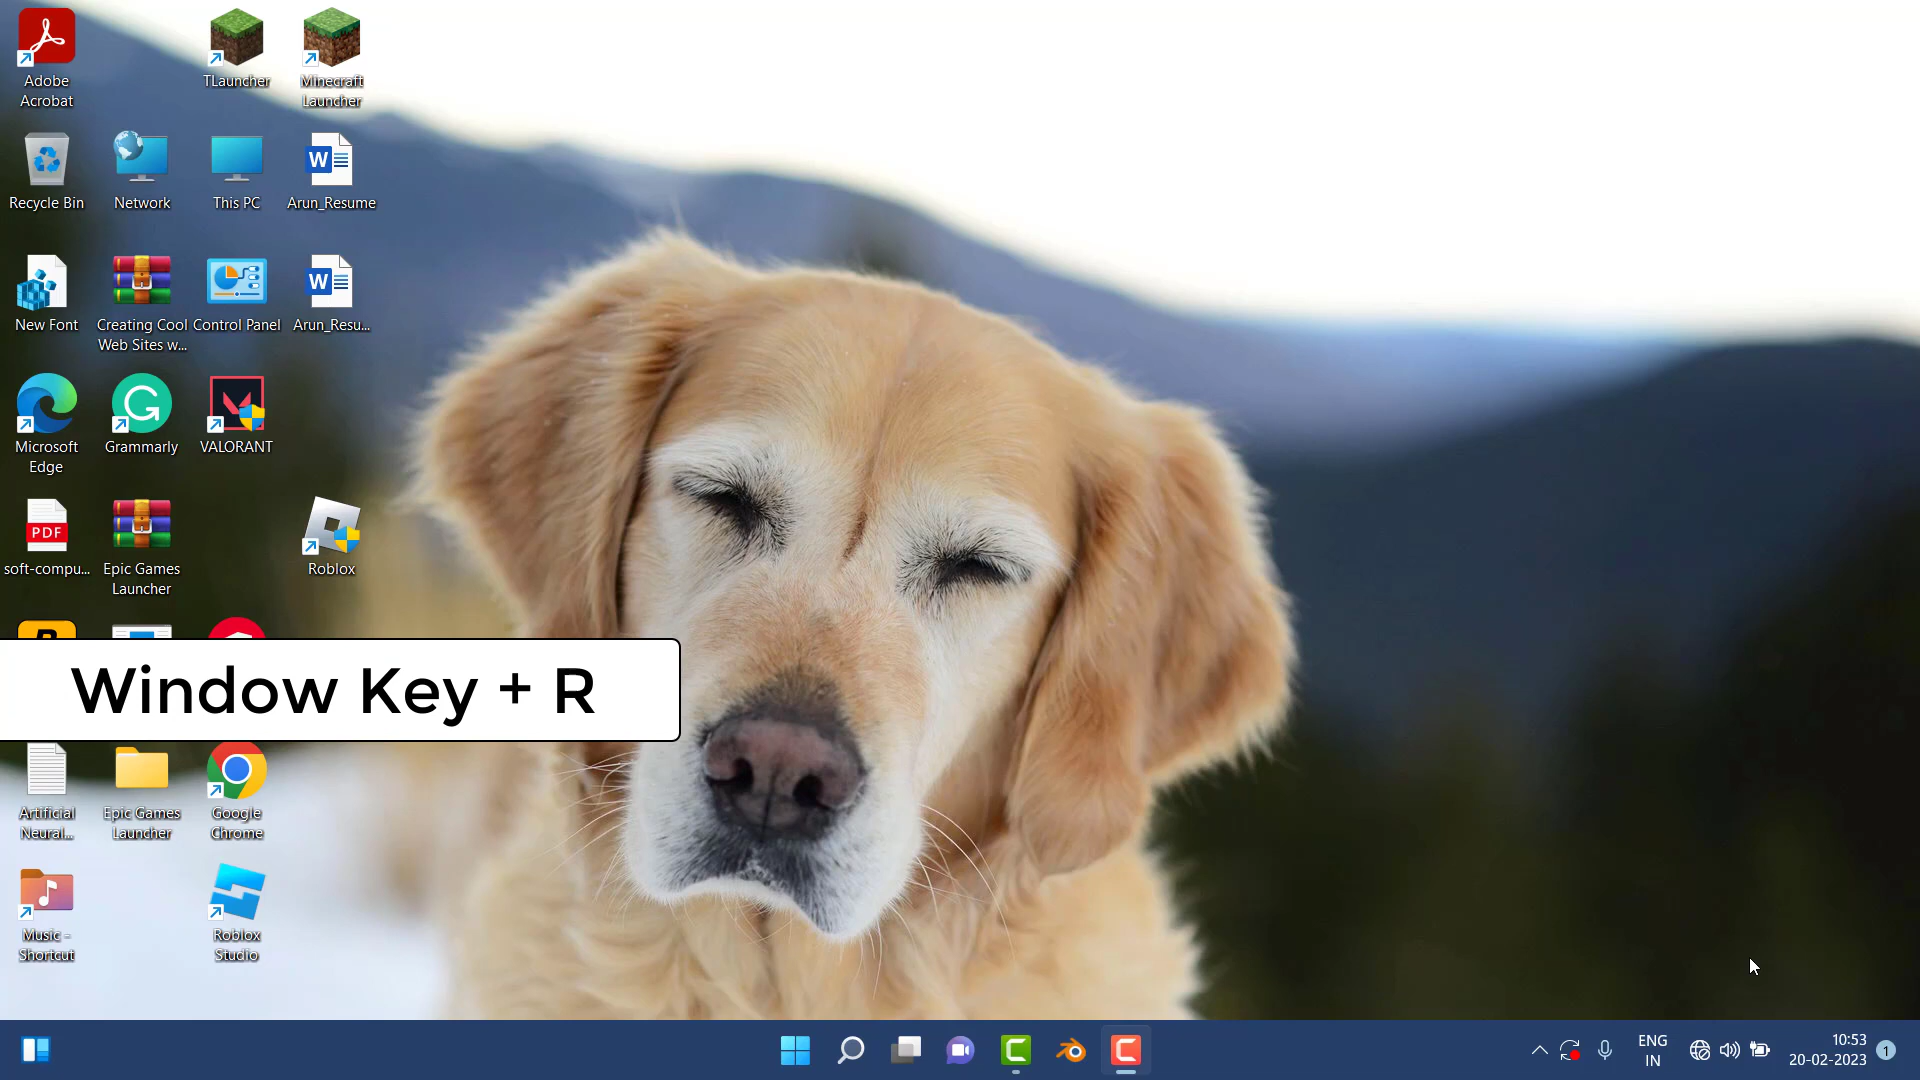 Adobe
Acrobat
TLauncher
Minecraft
Launcher
Recycle Bin
Network
This PC
W
Arun_Resume
New Font
Creating Cool
Web Sites w...
Control Panel
W
Arun_Resu...
Microsoft
Edge
G
Grammarly
VALORANT
PDF
soft-compu...
Epic Games
Launcher
Roblox
Window Key + R
Artificial
Neural...
Epic Games
Launcher
Google
Chrome
Music -
Shortcut
Roblox
Studio
C
C
ENG
IN
10:53
20-02-2023
1